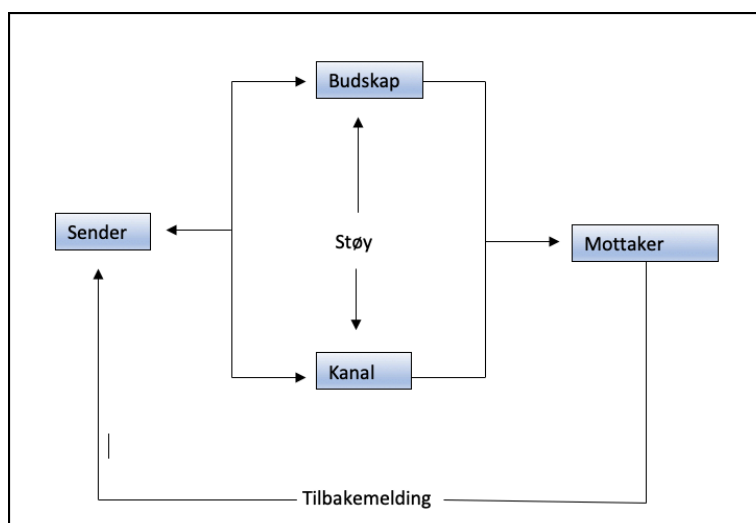 Budskap
Sender
Støy
Mottaker
Kanal
Tilbakemelding